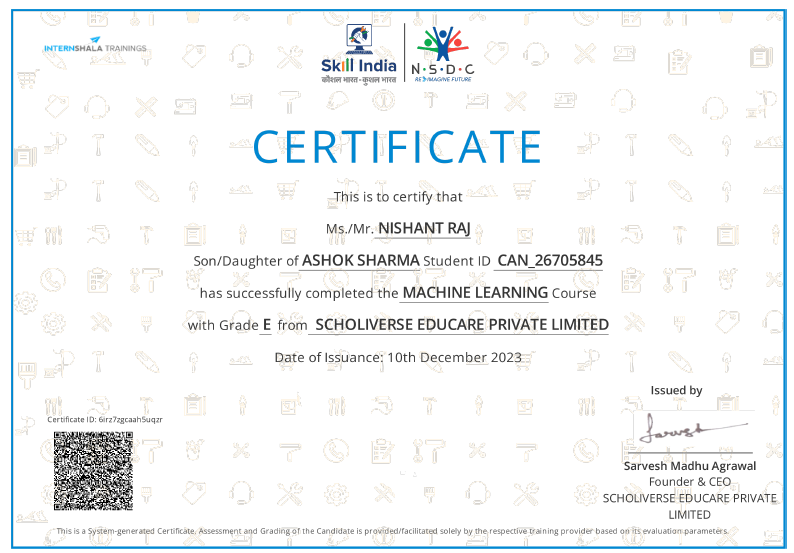 INTERNSHALA TRAININGS
Skill India
कौशल भारत-कुशल भारत
N·S·D·C
RE-IMAGINE FUTURE
CERTIFICATE
This is to certify that
Ms./Mr. NISHANT RAJ
Son/Daughter of ASHOK SHARMA Student ID CAN_26705845
has successfully completed the MACHINE LEARNING Course
with Grade E from SCHOLIVERSE EDUCARE PRIVATE LIMITED
Date of Issuance: 10th December 2023
Issued by
Sarvesh
Sarvesh Madhu Agrawal
Founder & CEO
SCHOLIVERSE EDUCARE PRIVATE
LIMITED
Certificate ID: 6irz7zgcaah5uqzr
This is a System-generated Certificate. Assessment and Grading of the Candidate is provided/facilitated solely by the respective training provider based on its evaluation parameters.